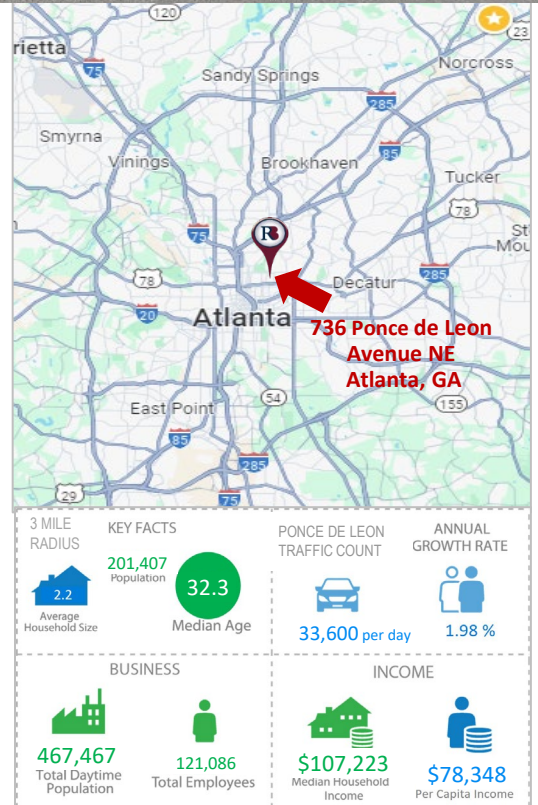 120
rietta
23
75
Sandy Springs
Norcross
285
Smyrna
Vinings
85
Brookhaven
Tucker
78
RB
75
St
Mou
78
Decatur
285
20
Atlanta
736 Ponce de Leon
Avenue NE
Atlanta, GA
54
155
East Point
85
285
29
75
3 MILE
RADIUS
KEY FACTS
PONCE DE LEON
TRAFFIC COUNT
ANNUAL
GROWTH RATE
201,407
Population
2.2
32.3
Average
Household Size
Median Age
33,600 per day
1.98 %
BUSINESS
INCOME
467,467
Total Daytime
Population
121,086
Total Employees
$107,223
Median Household
Income
$78,348
Per Capita Income